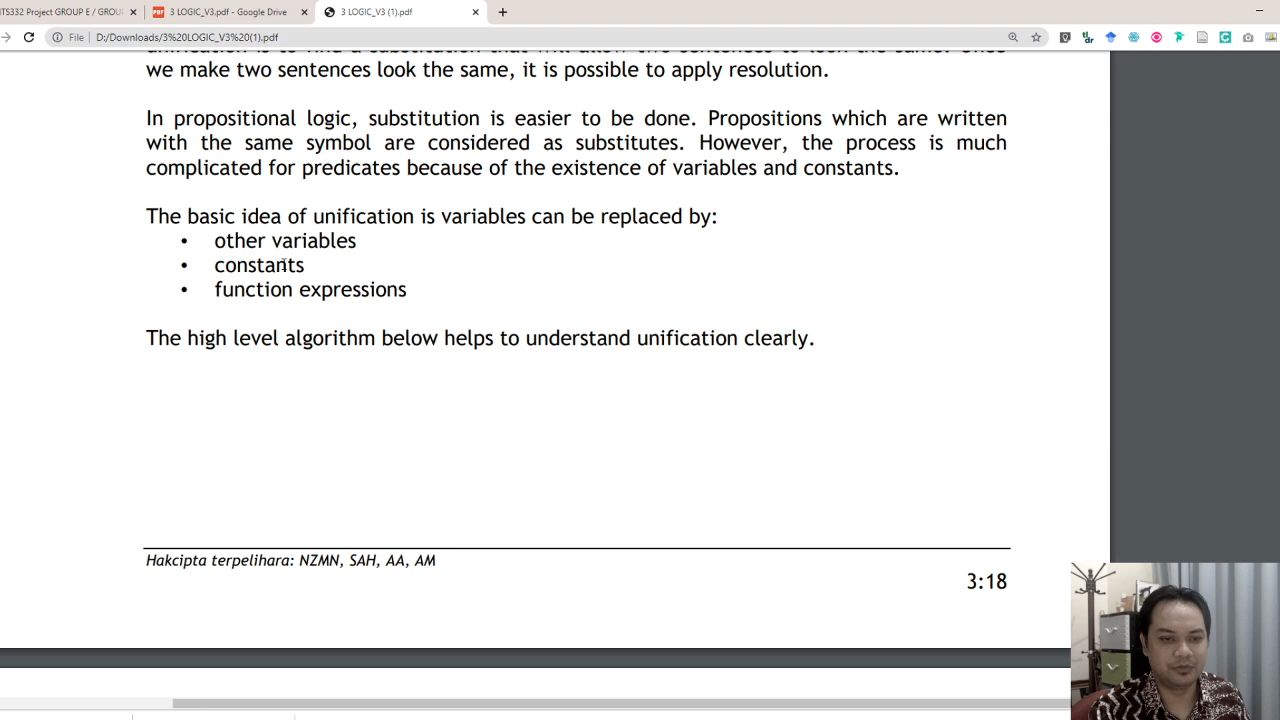 ITS332 Project GROUP E / GROU
3 LOGIC_V3.pdf - Google Drive
3 LOGIC_V3 (1).pdf
File | D:/Downloads/3%20LOGIC_V3%20(1).pdf
we make two sentences look the same, it is possible to apply resolution.
In propositional logic, substitution is easier to be done. Propositions which are written
with the same symbol are considered as substitutes. However, the process is much
complicated for predicates because of the existence of variables and constants.
The basic idea of unification is variables can be replaced by:
• other variables
• constants
• function expressions
The high level algorithm below helps to understand unification clearly.
Hakcipta terpelihara: NZMN, SAH, AA, AM
3:18